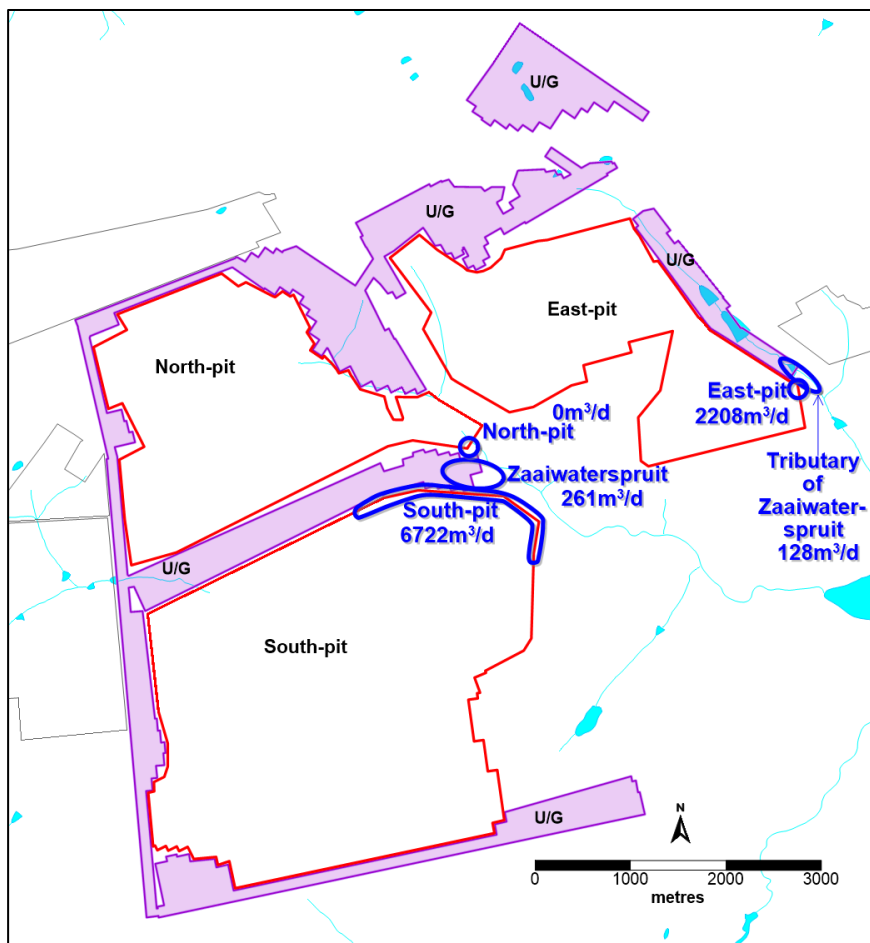 U/G
U/G
U/G
East-pit
North-pit
East-pit
2208m³/d
0m³/d
North-pit
Zaaiwaterspruit
261m³/d
South-pit
6722m³/d
Tributary
of
Zaaiwater-
spruit
128m³/d
U/G
South-pit
U/G
N
0 1000 2000 3000
metres